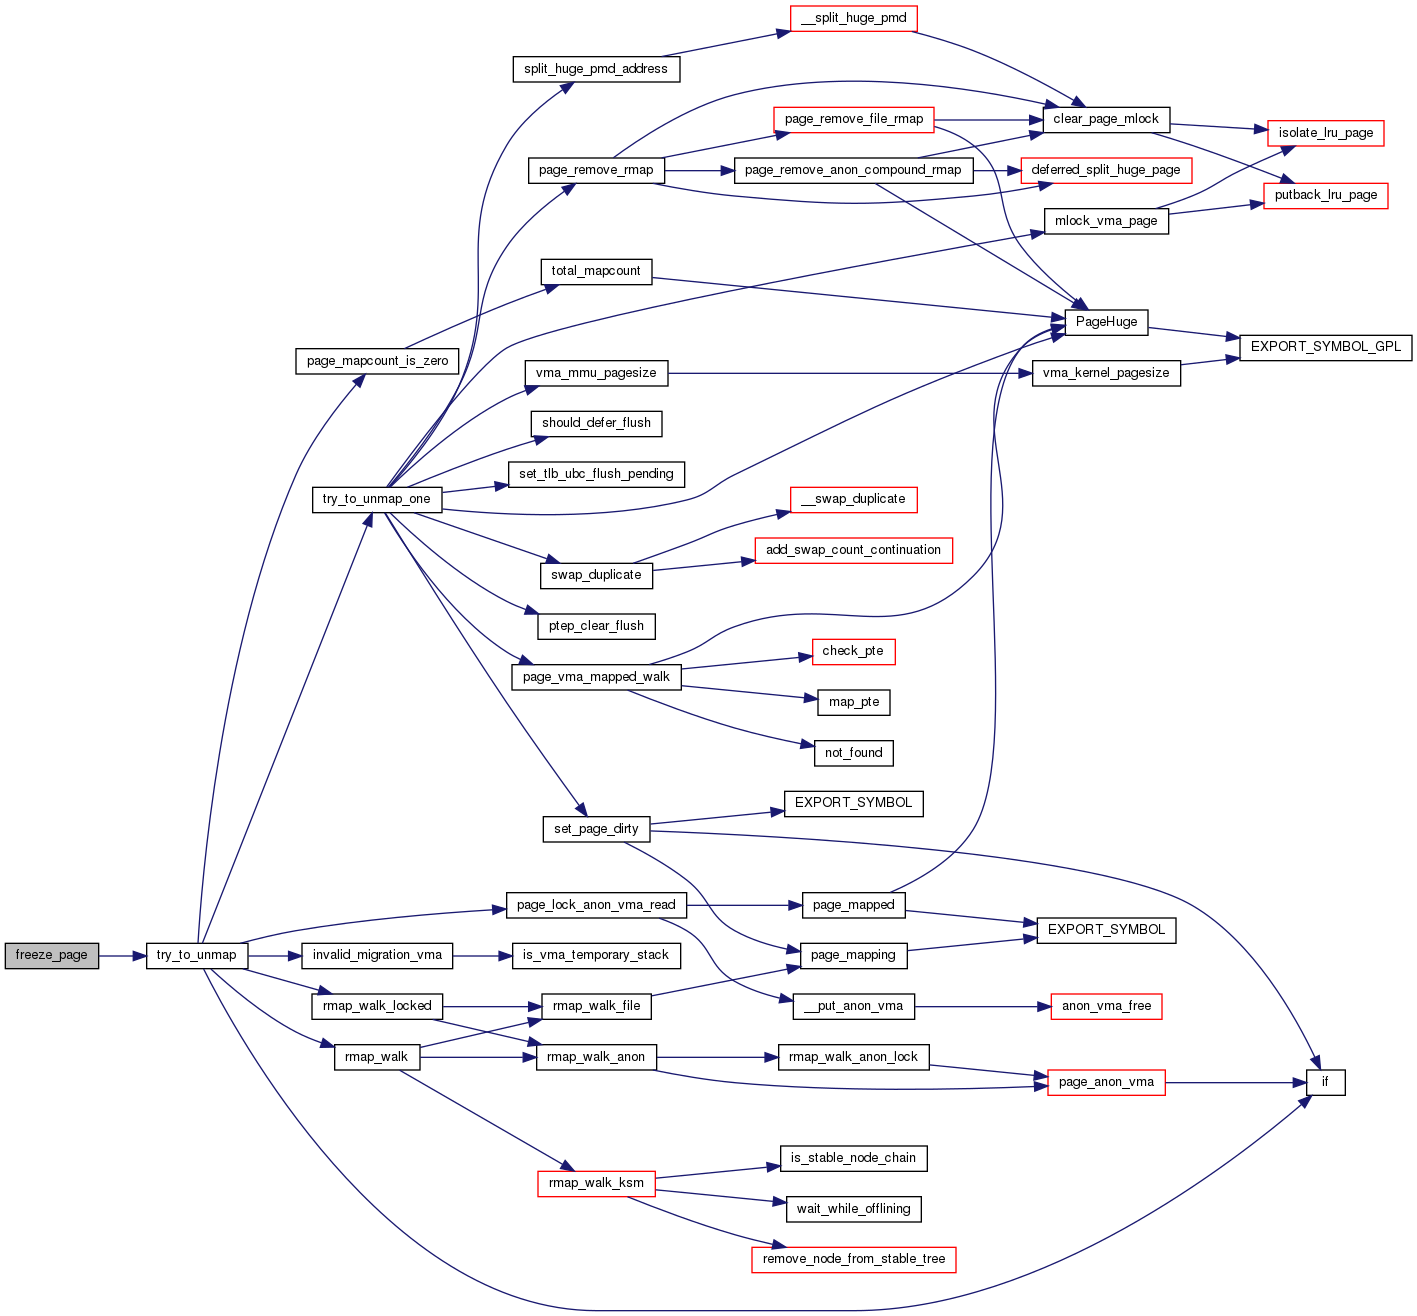 __split_huge_pmd
split_huge_pmd_address
page_remove_file_rmap
clear_page_mlock
isolate_lru_page
page_remove_rmap
page_remove_anon_compound_rmap
deferred_split_huge_page
putback_lru_page
mlock_vma_page
total_mapcount
PageHuge
EXPORT_SYMBOL_GPL
page_mapcount_is_zero
vma_mmu_pagesize
vma_kernel_pagesize
should_defer_flush
set_tlb_ubc_flush_pending
try_to_unmap_one
__swap_duplicate
add_swap_count_continuation
swap_duplicate
ptep_clear_flush
check_pte
page_vma_mapped_walk
map_pte
not_found
EXPORT_SYMBOL
set_page_dirty
page_lock_anon_vma_read
page_mapped
EXPORT_SYMBOL
freeze_page
try_to_unmap
invalid_migration_vma
is_vma_temporary_stack
page_mapping
rmap_walk_locked
rmap_walk_file
__put_anon_vma
anon_vma_free
rmap_walk
rmap_walk_anon
rmap_walk_anon_lock
page_anon_vma
if
is_stable_node_chain
rmap_walk_ksm
wait_while_offlining
remove_node_from_stable_tree